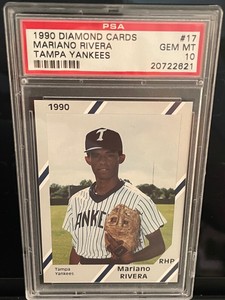 PSA
1990 DIAMOND CARDS #17
MARIANO RIVERA GEM MT
TAMPA YANKEES 10
20722621
1990
T
ANKE
RHP
Tampa Mariano
Yankees RIVERA